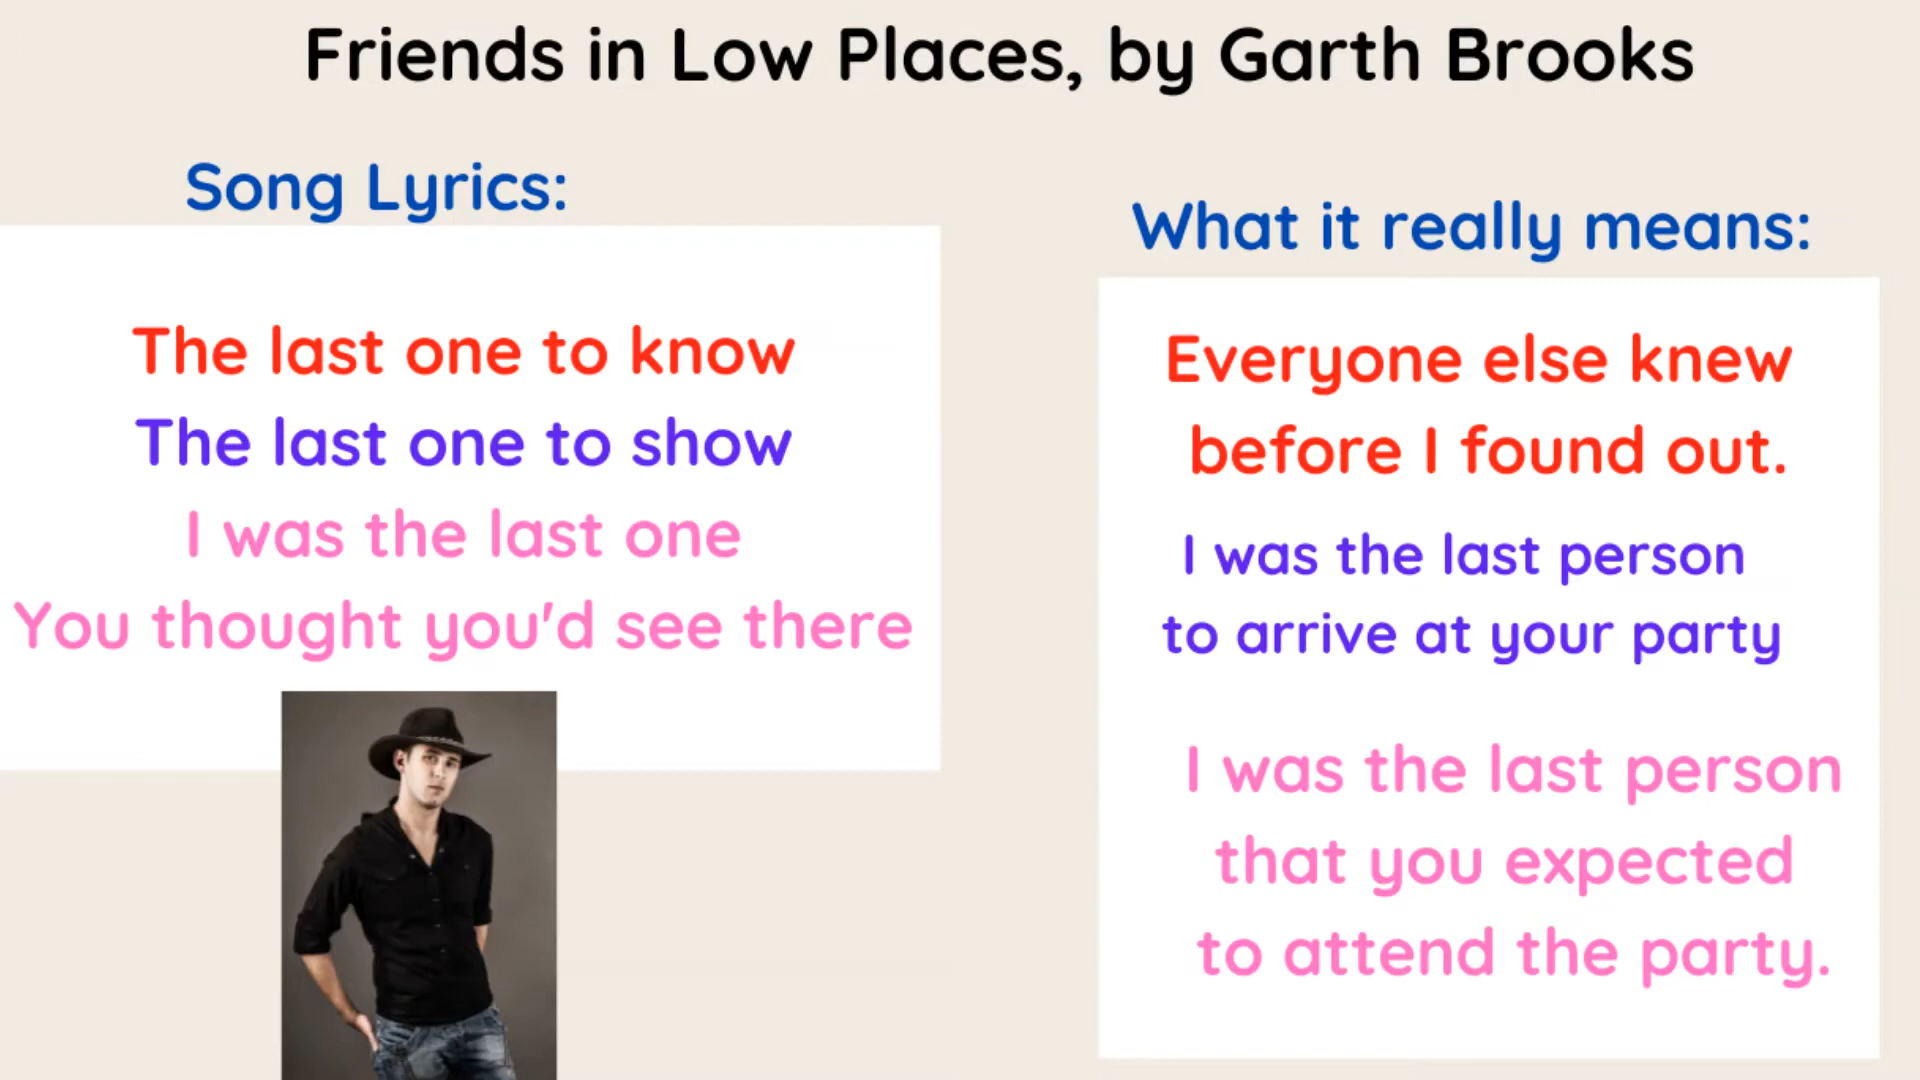 Friends in Low Places, by Garth Brooks
Song Lyrics:
The last one to know
The last one to show
I was the last one
You thought you'd see there
What it really means:
Everyone else knew
before I found out.
I was the last person
to arrive at your party
I was the last person
that you expected
to attend the party.